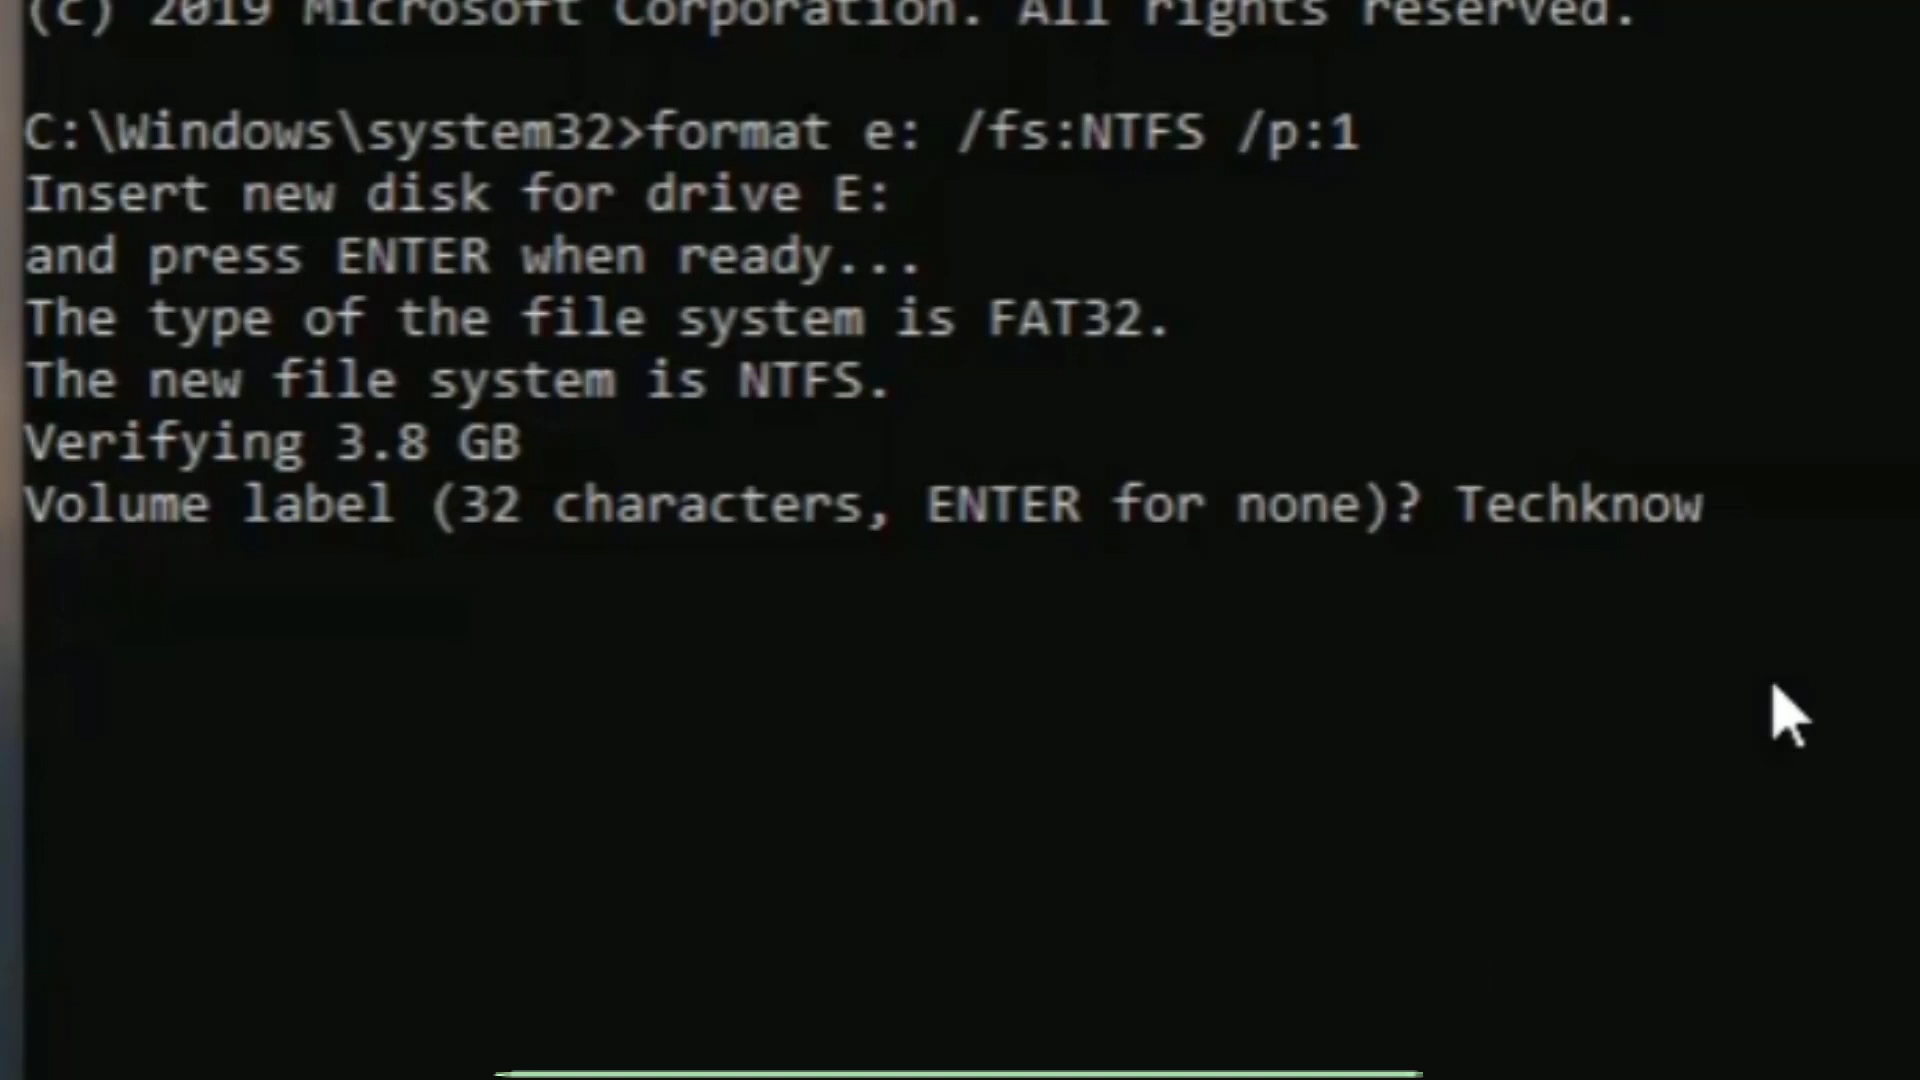 (c) 2019 Microsoft Corporation. All rights reserved.
C:\Windows\system32>format e: /fs:NTFS /p:1
Insert new disk for drive E:
and press ENTER when ready...
The type of the file system is FAT32.
The new file system is NTFS.
Verifying 3.8 GB
Volume label (32 characters, ENTER for none)? Techknow